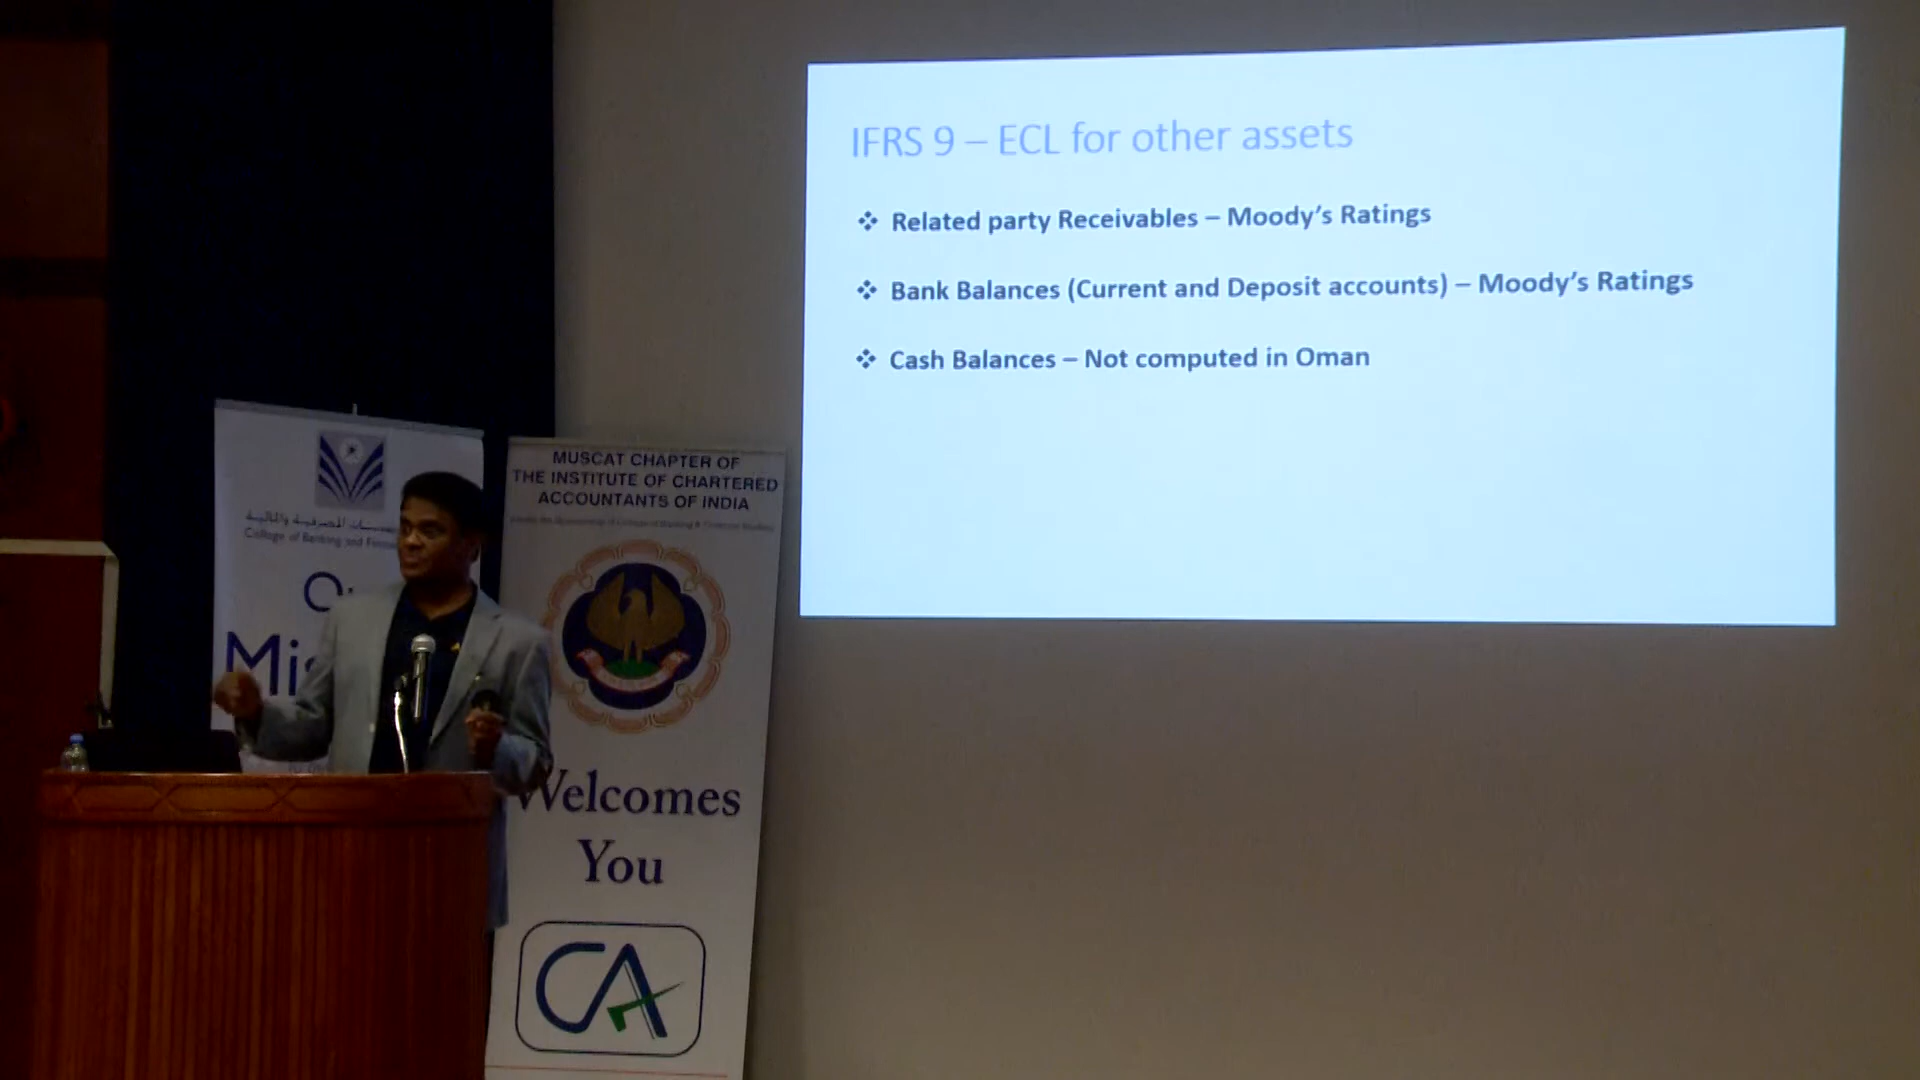 IFRS 9 – ECL for other assets
❖ Related party Receivables – Moody's Ratings
❖ Bank Balances (Current and Deposit accounts) – Moody's Ratings
❖ Cash Balances – Not computed in Oman
College of Banking and
MUSCAT CHAPTER OF
THE INSTITUTE OF CHARTERED
ACCOUNTANTS OF INDIA
Welcomes
You
CA